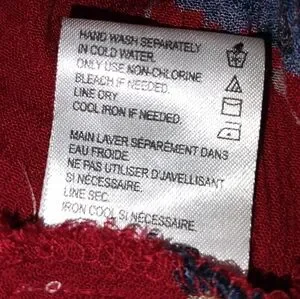 HAND WASH SEPARATELY
IN COLD WATER.
ONLY USE NON-CHLORINE
BLEACH IF NEEDED.
LINE DRY.
COOL IRON IF NEEDED.
MAIN LAVER SÉPARÉMENT DANS
EAU FROIDE.
NE PAS UTILISER D'JAVELLISANT
SI NÉCESSAIRE.
LINE SEC.
IRON COOL SI NÉCESSAIRE.